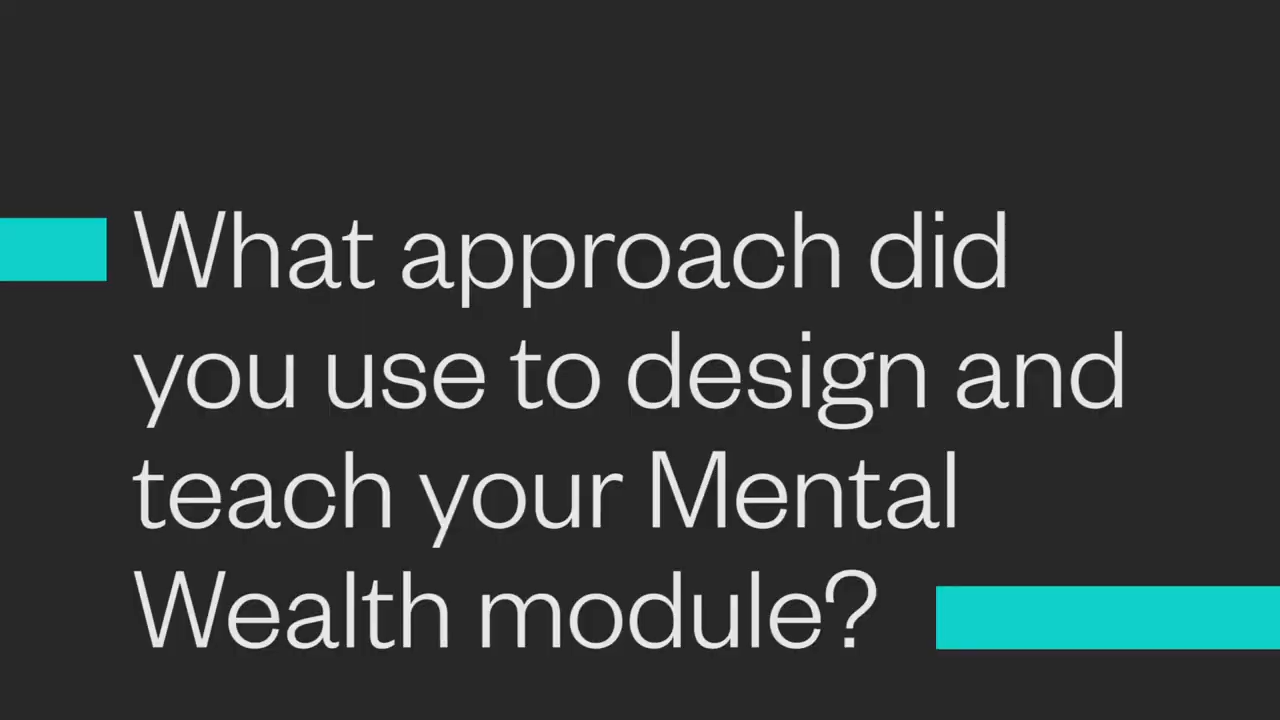 What approach did
you use to design and
teach your Mental
Wealth module?